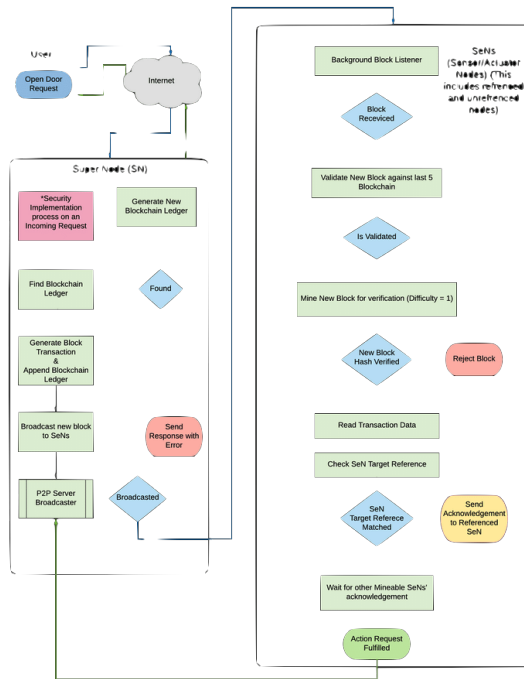 User
Open Door
Request
Internet
Super Node (SN)
*Security
Implementation
process on an
Incoming Request
Generate New
Blockchain Ledger
Find Blockchain
Ledger
Found
Generate Block
Transaction
&
Append Blockchain
Ledger
Broadcast new block
to SeNs
Send
Response with
Error
P2P Server
Broadcaster
Broadcasted
SeNs
(Sensor/Actuator
Nodes) (This
includes refrenced
and unrefrenced
nodes)
Background Block Listener
Block
Receviced
Validate New Block against last 5
Blockchain
Is Validated
Mine New Block for verification (Difficulty = 1)
New Block
Hash Verified
Reject Block
Read Transaction Data
Check SeN Target Reference
SeN
Target Referece
Matched
Send
Acknowledgement
to Referenced
SeN
Wait for other Mineable SeNs'
acknowledgement
Action Request
Fulfilled